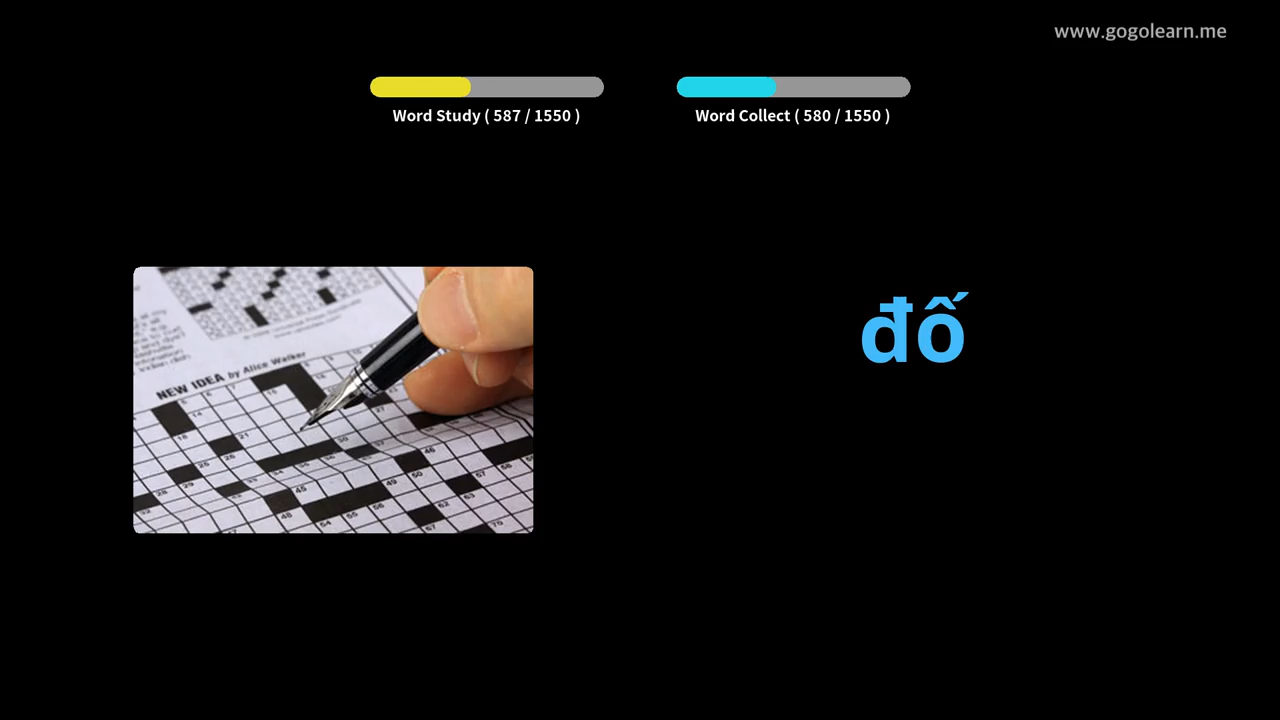 www.gogolearn.me
Word Study ( 587 / 1550 )
Word Collect ( 580 / 1550 )
đố
NEW IDEA by Alice Walker